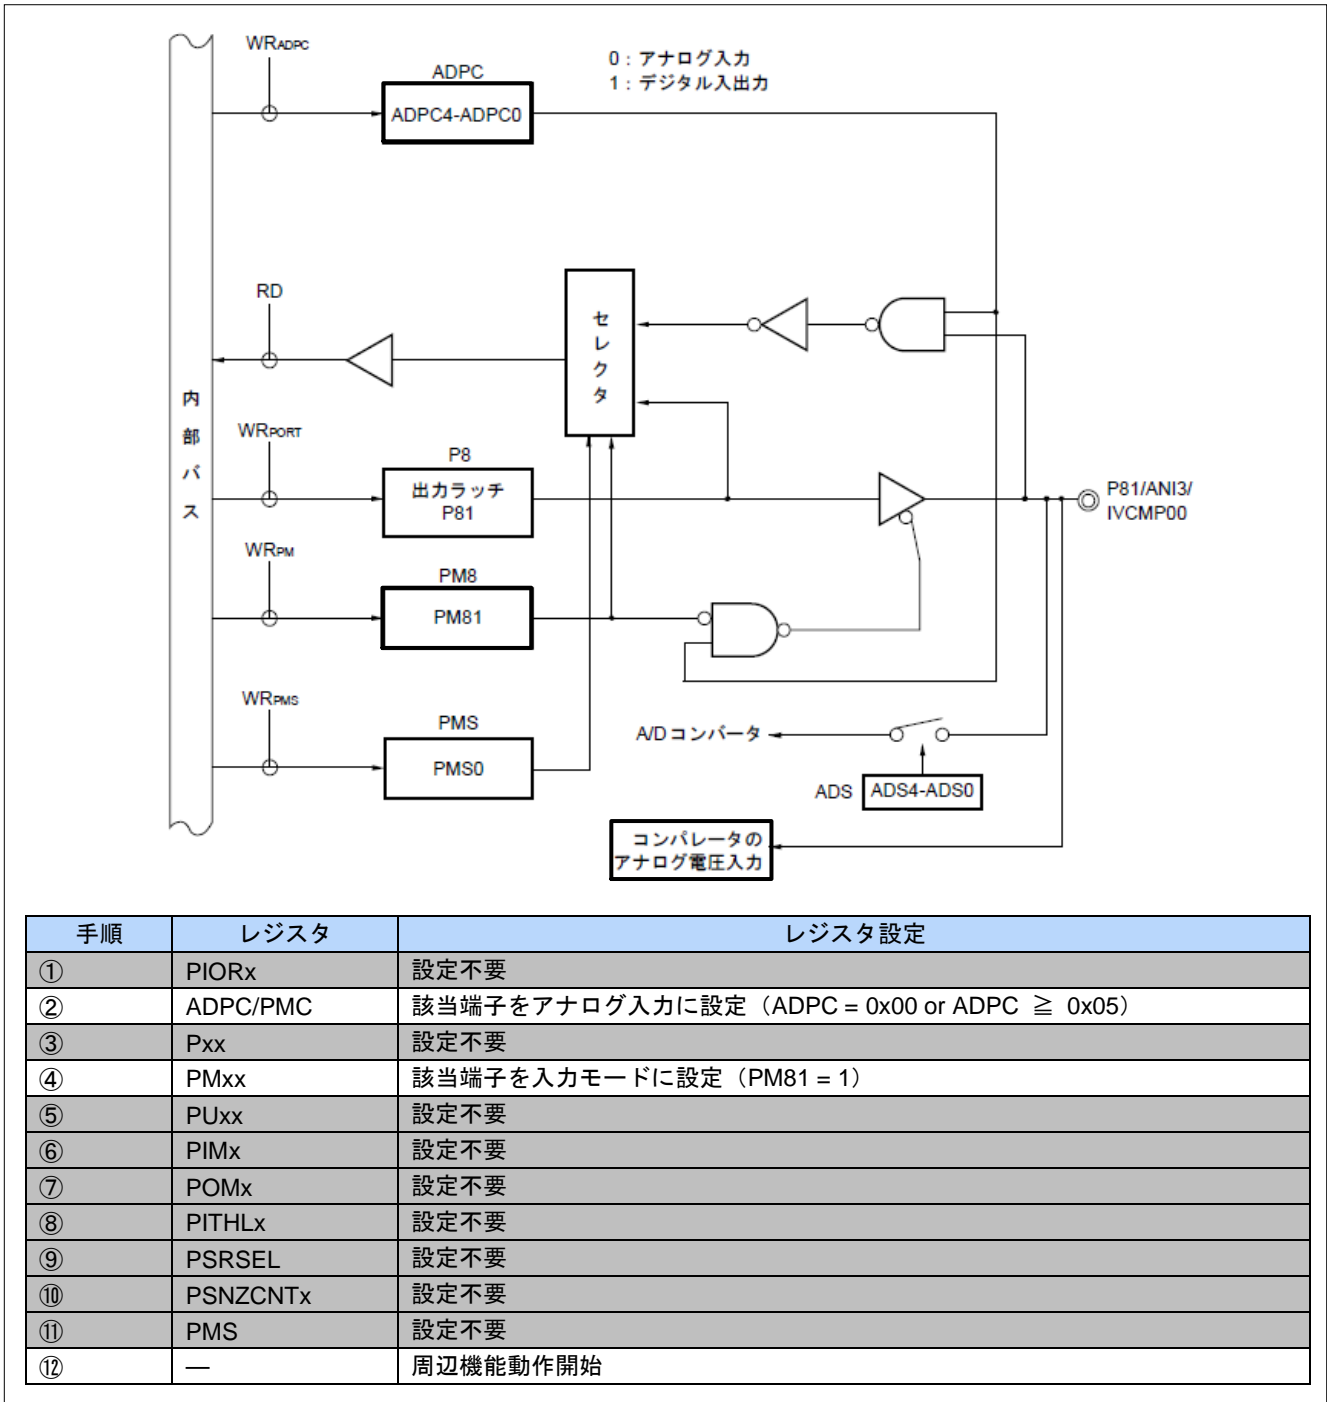 WRADPC
ADPC
ADPC4-ADPC0
0：アナログ入力
1：デジタル入出力
RD
セレクタ
内部バス
WRPORT
P8
出力ラッチ
P81
P81/ANI3/
IVCMP00
WRPM
PM8
PM81
WRPMS
PMS
PMS0
A/Dコンバータ
ADS ADS4-ADS0
コンパレータの
アナログ電圧入力
手順 レジスタ レジスタ設定
① PIORx 設定不要
② ADPC/PMC 該当端子をアナログ入力に設定（ADPC = 0x00 or ADPC ≧ 0x05）
③ Pxx 設定不要
④ PMxx 該当端子を入力モードに設定（PM81 = 1）
⑤ PUxx 設定不要
⑥ PIMx 設定不要
⑦ POMx 設定不要
⑧ PITHLx 設定不要
⑨ PSRSEL 設定不要
⑩ PSNZCNTx 設定不要
⑪ PMS 設定不要
⑫ — 周辺機能動作開始